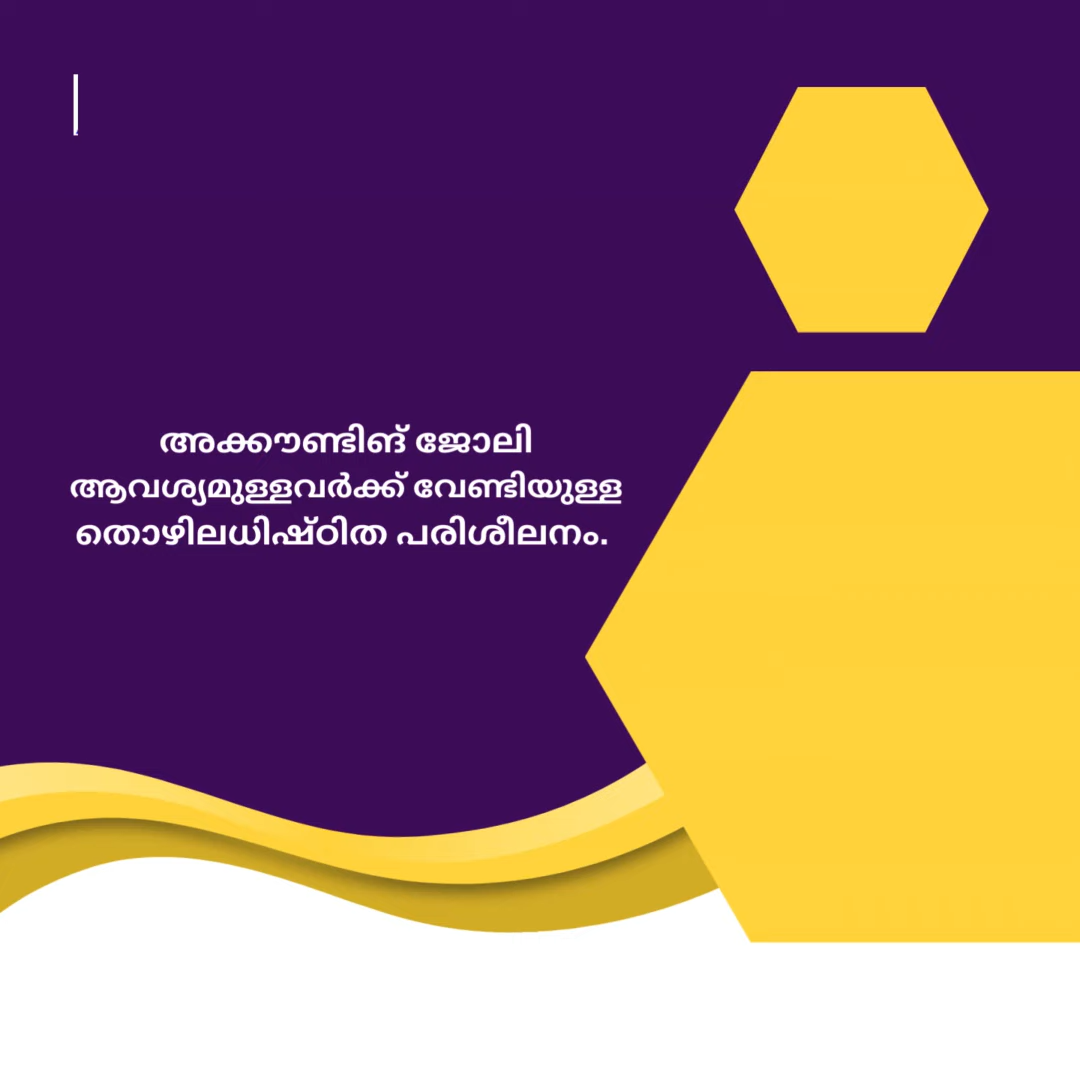 അക്കൗണ്ടിങ് ജോലി
ആവശ്യമുള്ളവർക്ക് വേണ്ടിയുള്ള
തൊഴിലധിഷ്ഠിത പരിശീലനം.